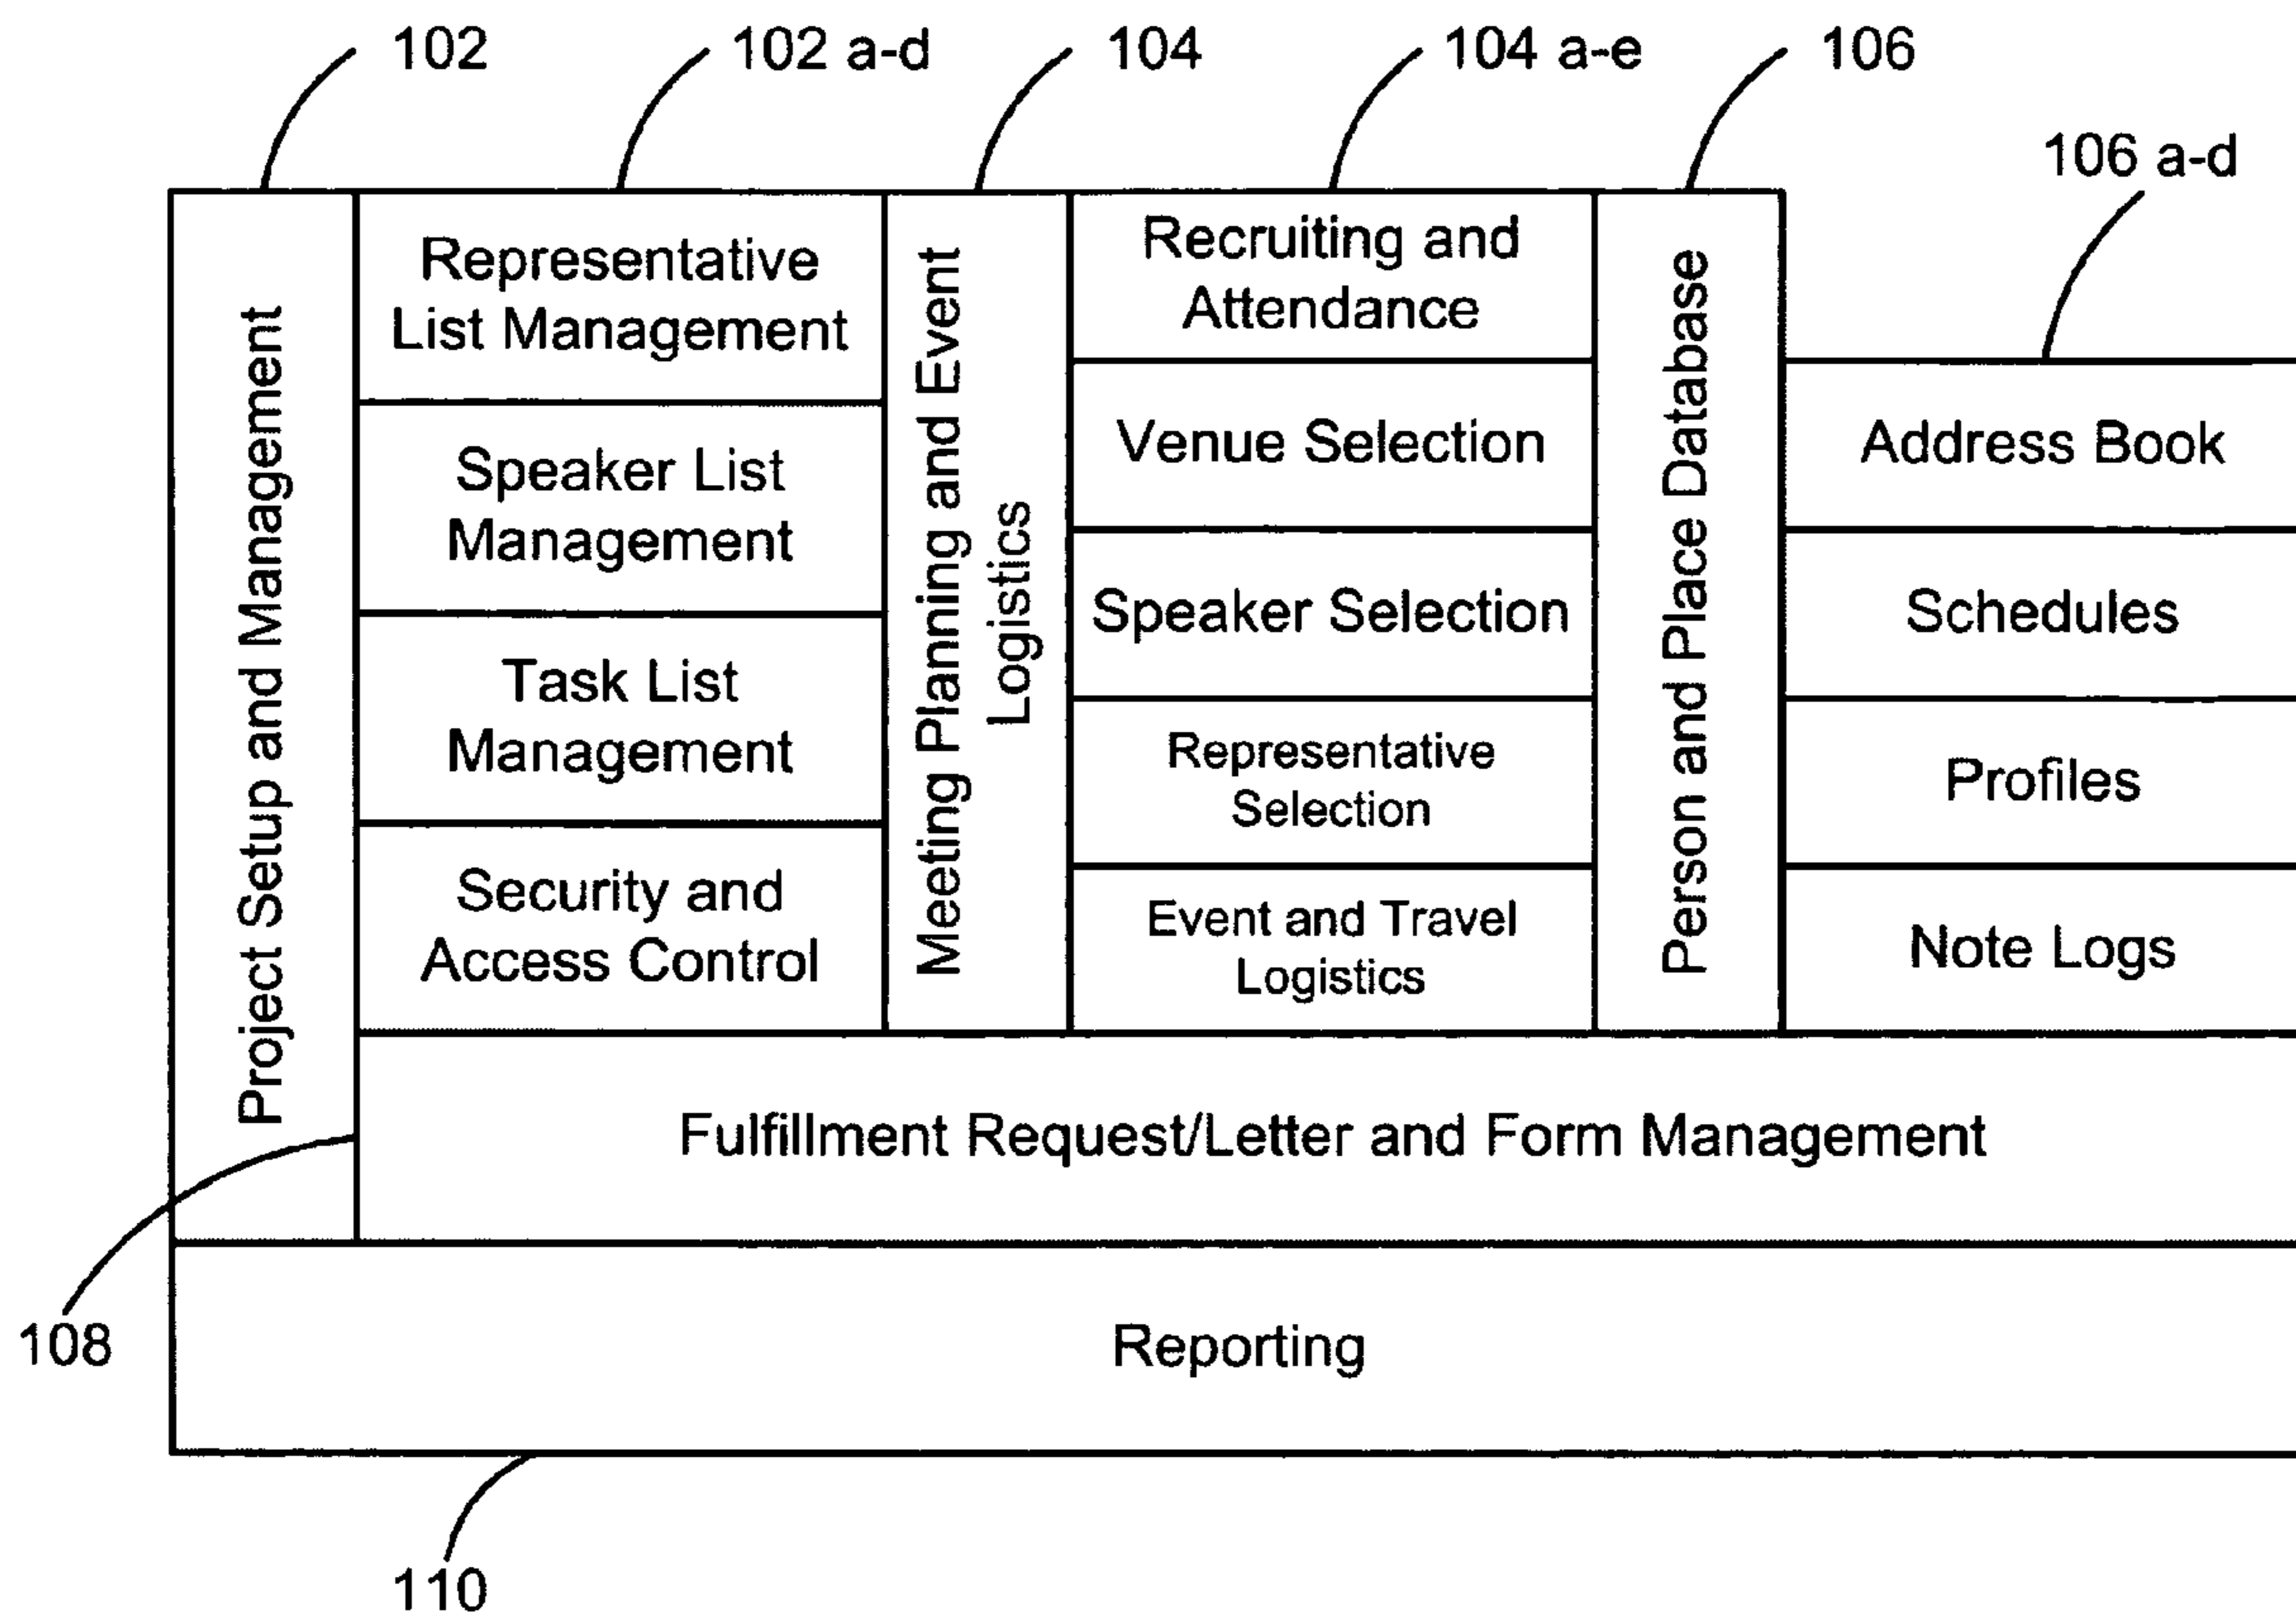 102
102 a-d
104
104 a-e
106
106 a-d
Project Setup and Management
Representative
List Management
Speaker List
Management
Task List
Management
Security and
Access Control
Meeting Planning and Event
Logistics
Recruiting and
Attendance
Venue Selection
Speaker Selection
Representative
Selection
Event and Travel
Logistics
Person and Place Database
Address Book
Schedules
Profiles
Note Logs
Fulfillment Request/Letter and Form Management
108
Reporting
110